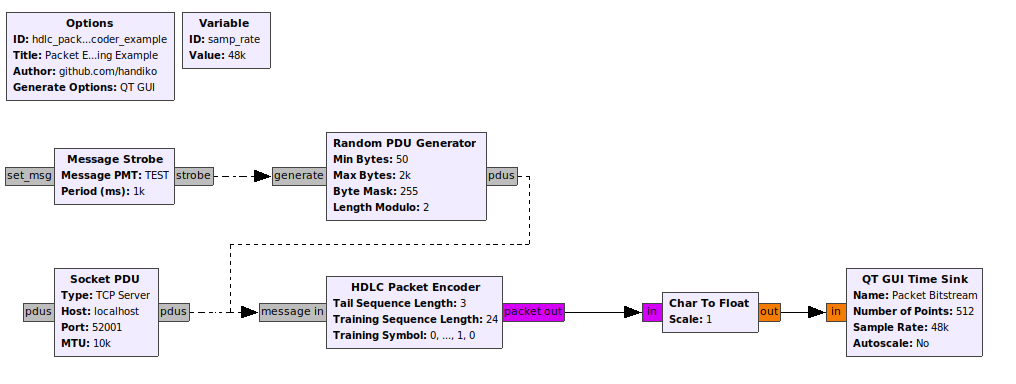 Options
ID: hdlc_pack...coder_example
Title: Packet E...ing Example
Author: github.com/handiko
Generate Options: QT GUI
Variable
ID: samp_rate
Value: 48k
set_msg
Message Strobe
Message PMT: TEST
Period (ms): 1k
strobe
generate
Random PDU Generator
Min Bytes: 50
Max Bytes: 2k
Byte Mask: 255
Length Modulo: 2
pdus
pdus
Socket PDU
Type: TCP Server
Host: localhost
Port: 52001
MTU: 10k
pdus
message in
HDLC Packet Encoder
Tail Sequence Length: 3
Training Sequence Length: 24
Training Symbol: 0, ..., 1, 0
packet out
in
Char To Float
Scale: 1
out
in
QT GUI Time Sink
Name: Packet Bitstream
Number of Points: 512
Sample Rate: 48k
Autoscale: No